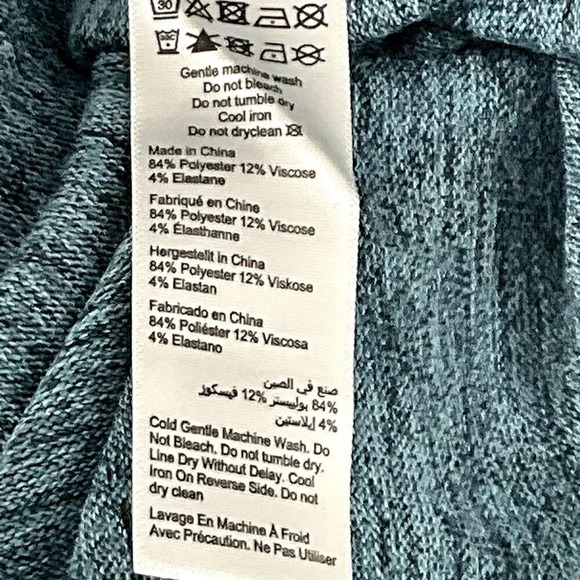 30
Gentle machine wash
Do not bleach
Do not tumble dry
Cool iron
Do not dryclean
Made in China
84% Polyester 12% Viscose
4% Elastane
Fabriqué en Chine
84% Polyester 12% Viscose
4% Élasthanne
Hergestellt in China
84% Polyester 12% Viskose
4% Elastan
Fabricado en China
84% Poliéster 12% Viscosa
4% Elastano
صنع في الصين
84% بوليستر 12% فيسكوز
4% إيلاستين
Cold Gentle Machine Wash. Do
Not Bleach. Do not tumble dry.
Line Dry Without Delay. Cool
Iron On Reverse Side. Do not
dry clean
Lavage En Machine À Froid
Avec Précaution. Ne Pas Utiliser